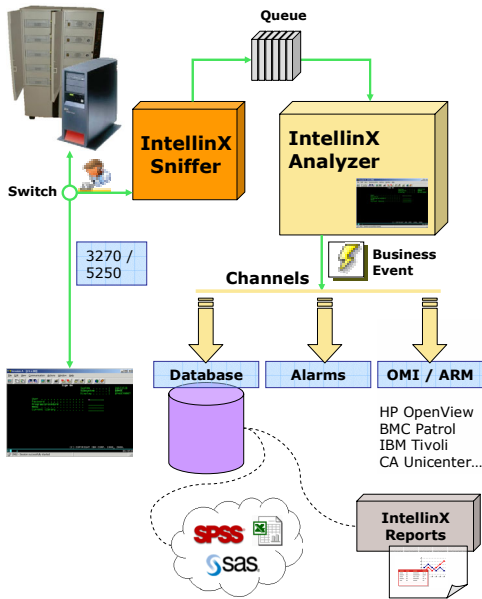 Queue
IntellinX
Sniffer
IntellinX
Analyzer
Switch
3270 /
5250
Business
Event
Channels
Database
Alarms
OMI / ARM
HP OpenView
BMC Patrol
IBM Tivoli
CA Unicenter...
SPSS
sas.
IntellinX
Reports